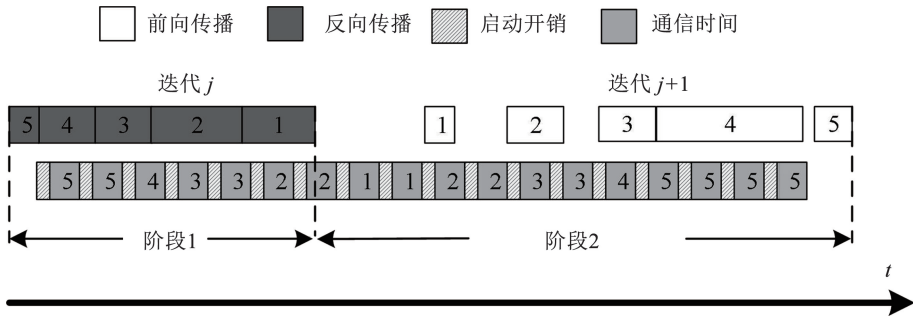 前向传播 反向传播 启动开销 通信时间
迭代 j 迭代 j+1
5 4 3 2 1 1 2 3 4 5
5 5 4 3 3 2 2 1 1 2 2 3 3 4 5 5 5 5
阶段1 阶段2
t